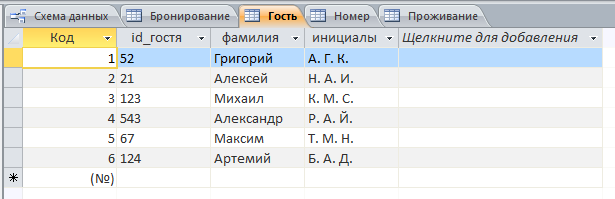 Схема данных Бронирование Гость Номер Проживание
Код id_гостя фамилия инициалы Щелкните для добавления
1 52 Григорий А. Г. К.
2 21 Алексей Н. А. И.
3 123 Михаил К. М. С.
4 543 Александр Р. А. Й.
5 67 Максим Т. М. Н.
6 124 Артемий Б. А. Д.
(№)